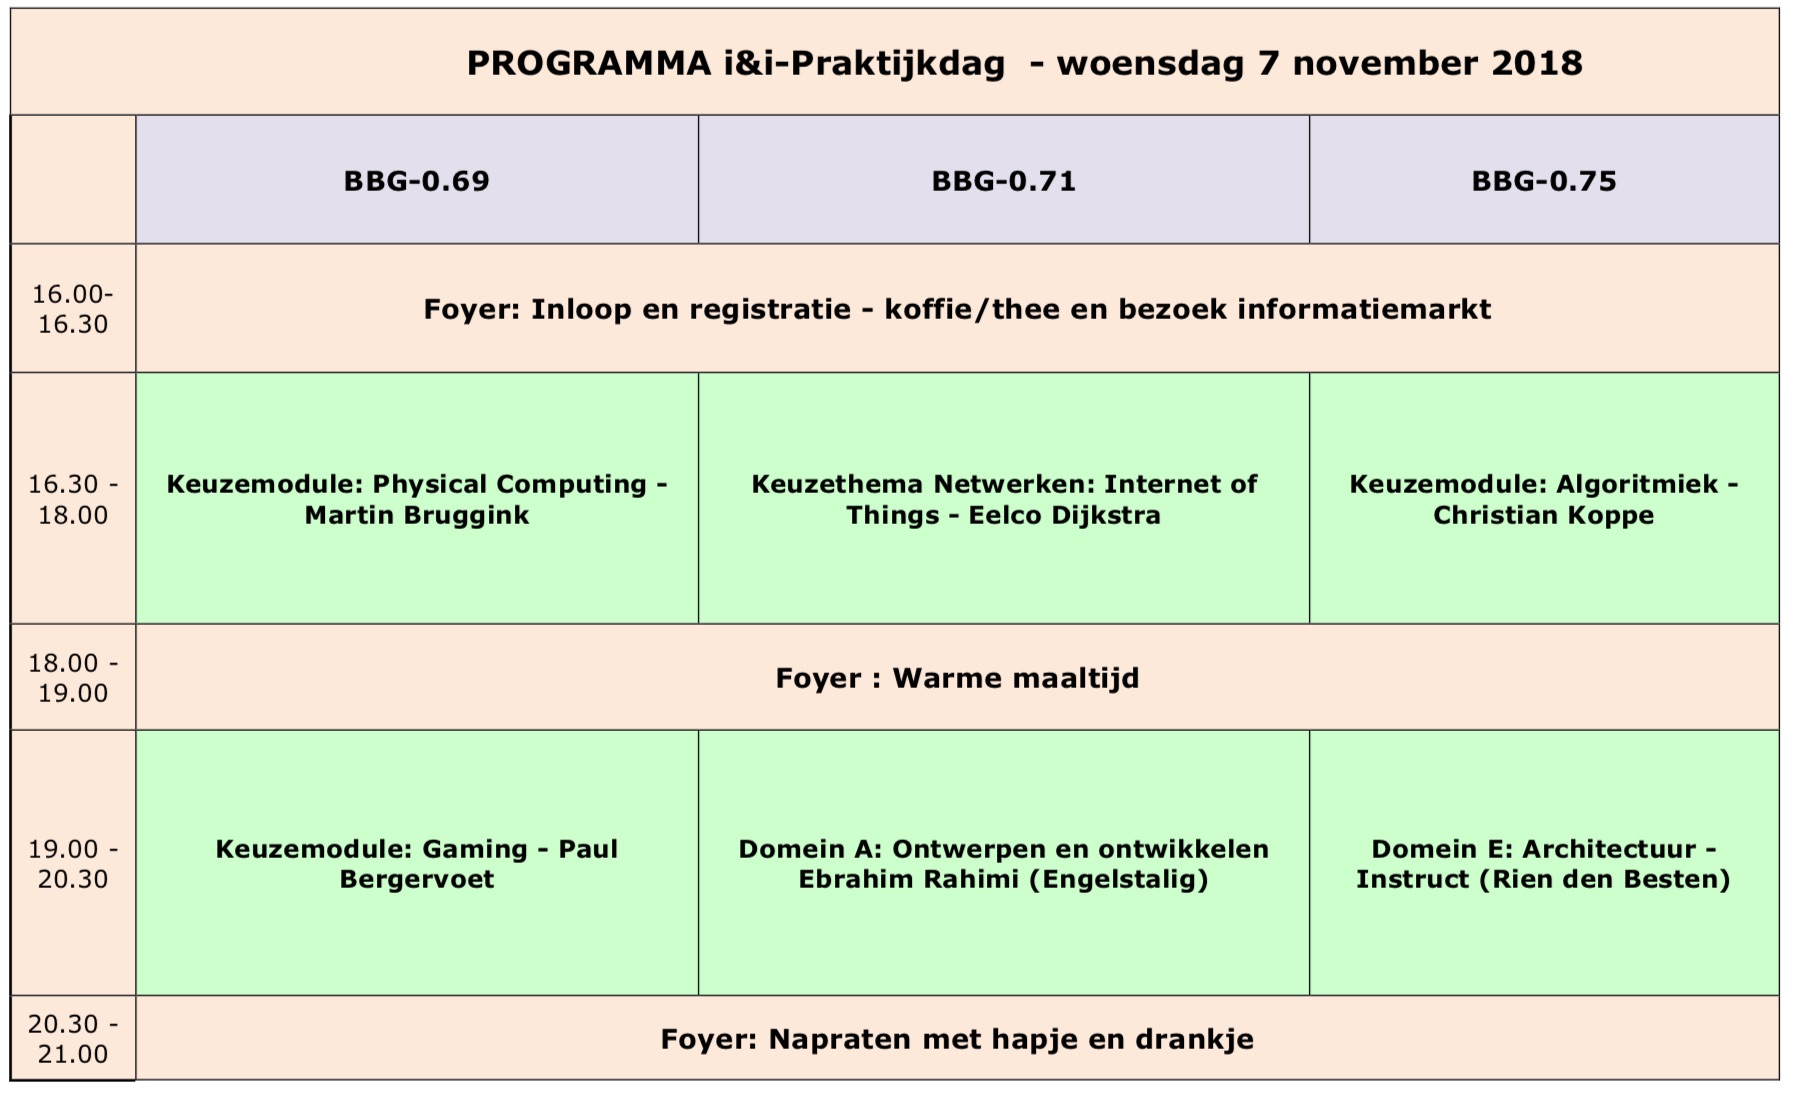 PROGRAMMA i&i-Praktijkdag - woensdag 7 november 2018
BBG-0.69
BBG-0.71
BBG-0.75
16.00-
16.30
Foyer: Inloop en registratie - koffie/thee en bezoek informatiemarkt
16.30 -
18.00
Keuzemodule: Physical Computing -
Martin Bruggink
Keuzethema Netwerken: Internet of
Things - Eelco Dijkstra
Keuzemodule: Algoritmiek -
Christian Koppe
18.00 -
19.00
Foyer : Warme maaltijd
19.00 -
20.30
Keuzemodule: Gaming - Paul
Bergervoet
Domein A: Ontwerpen en ontwikkelen
Ebrahim Rahimi (Engelstalig)
Domein E: Architectuur -
Instruct (Rien den Besten)
20.30 -
21.00
Foyer: Napraten met hapje en drankje